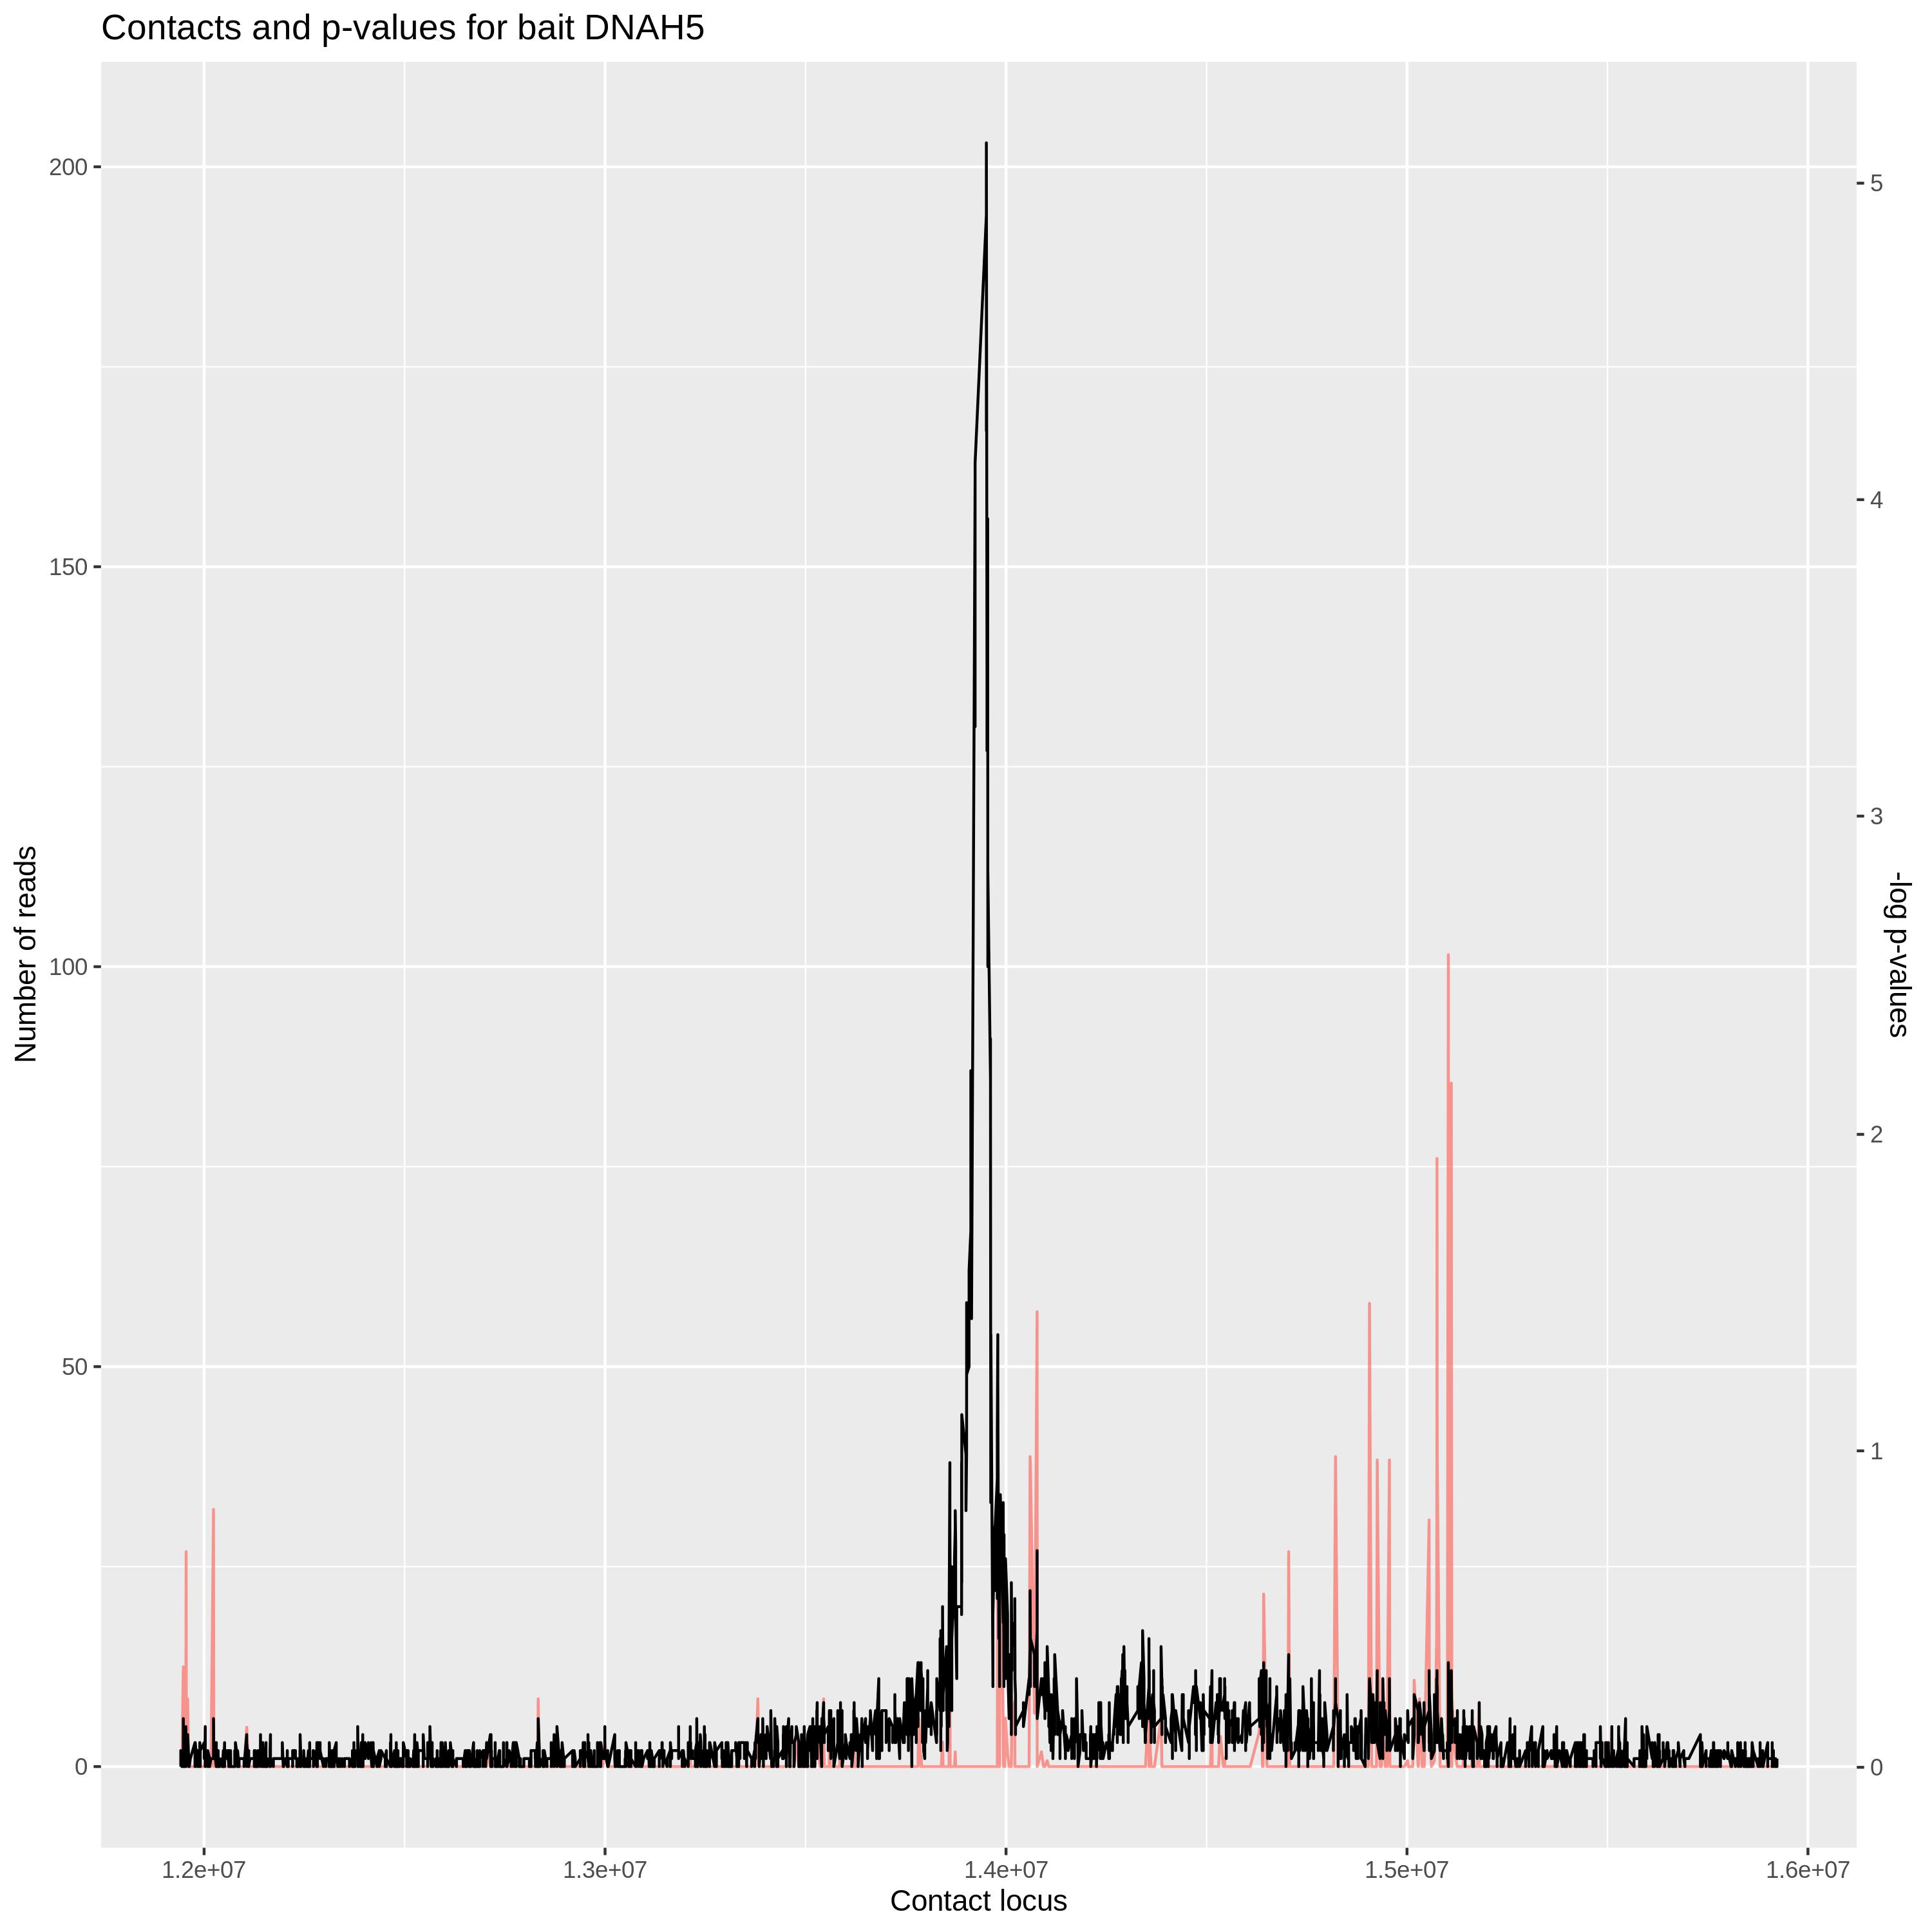 Contacts and p-values for bait DNAH5
200
150
100
50
0
Number of reads
5
4
3
2
1
0
-log p-values
1.2e+07 1.3e+07 1.4e+07 1.5e+07 1.6e+07
Contact locus